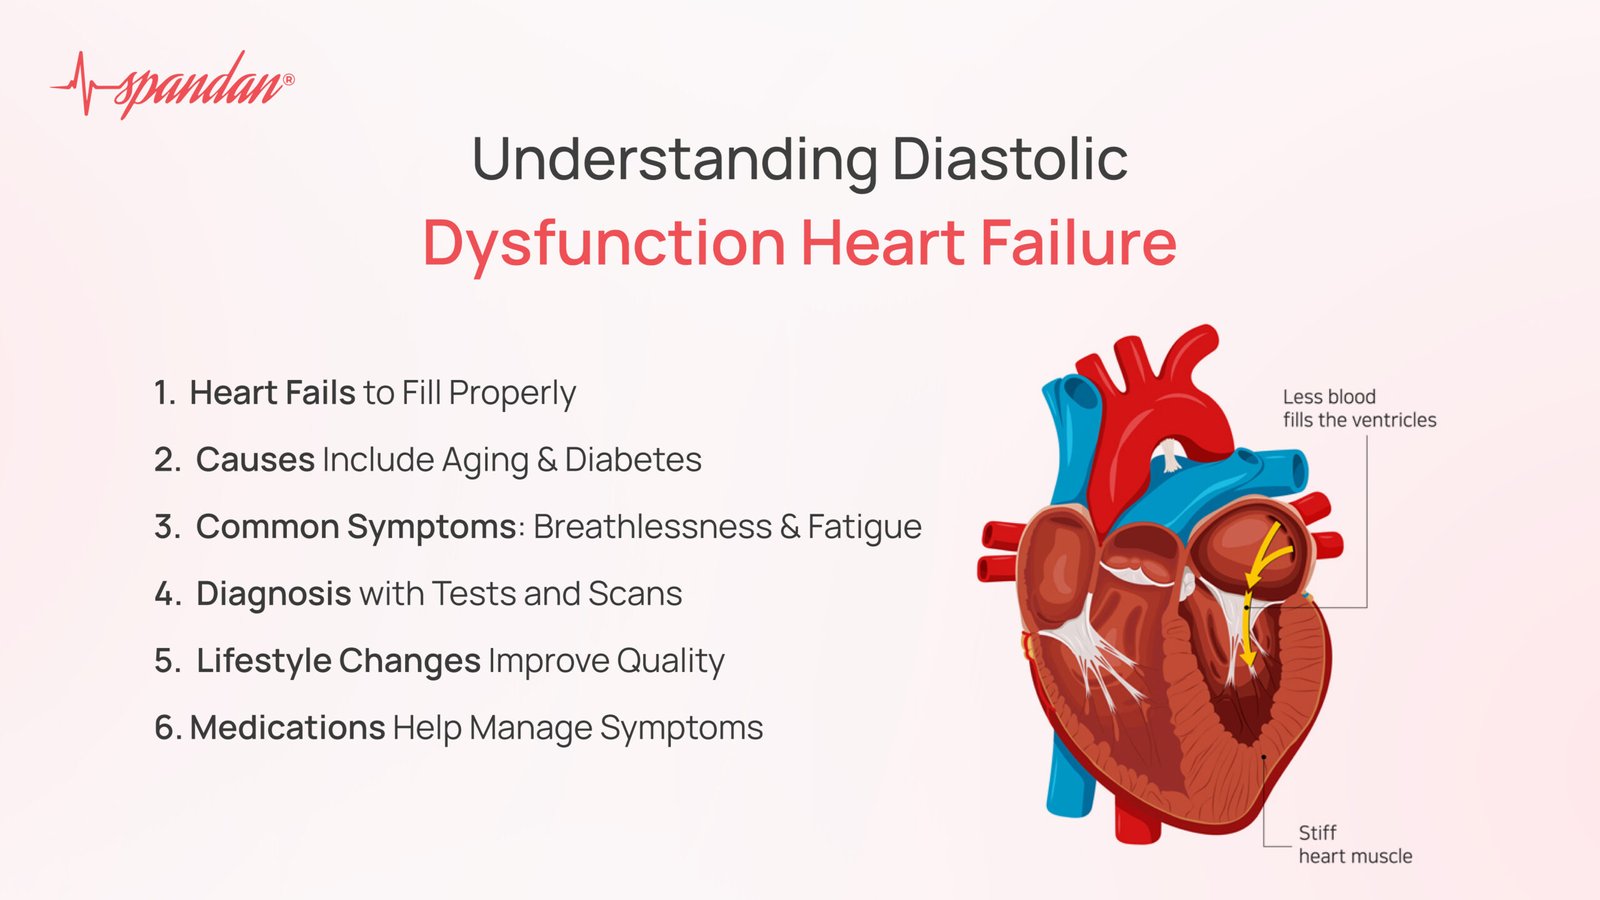 spandan®
Understanding Diastolic
Dysfunction Heart Failure
1. Heart Fails to Fill Properly
2. Causes Include Aging & Diabetes
3. Common Symptoms: Breathlessness & Fatigue
4. Diagnosis with Tests and Scans
5. Lifestyle Changes Improve Quality
6. Medications Help Manage Symptoms
Less blood
fills the ventricles
Stiff
heart muscle